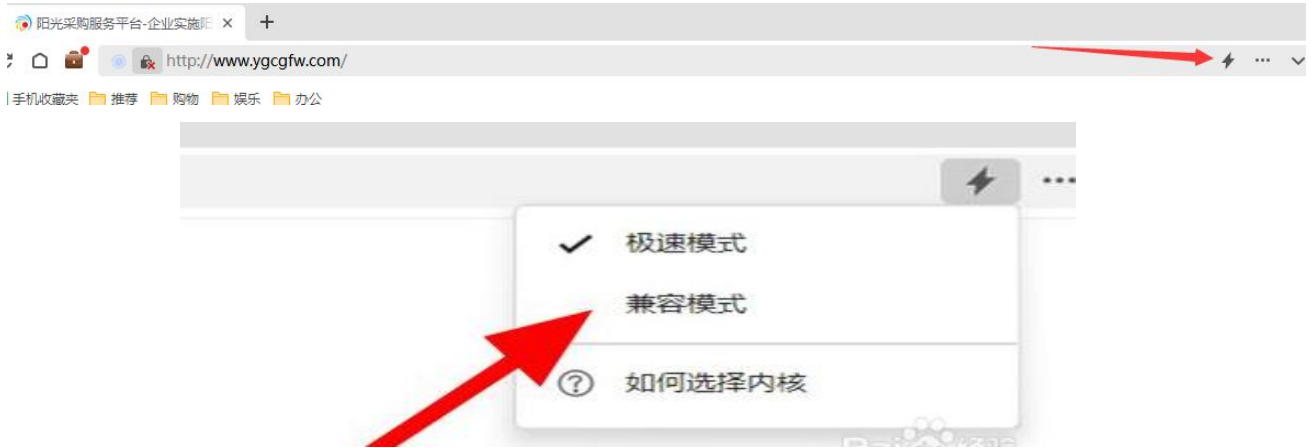 阳光采购服务平台-企业实施阳
http://www.ygcgfw.com/
手机收藏夹 推荐 购物 娱乐 办公
极速模式
兼容模式
如何选择内核